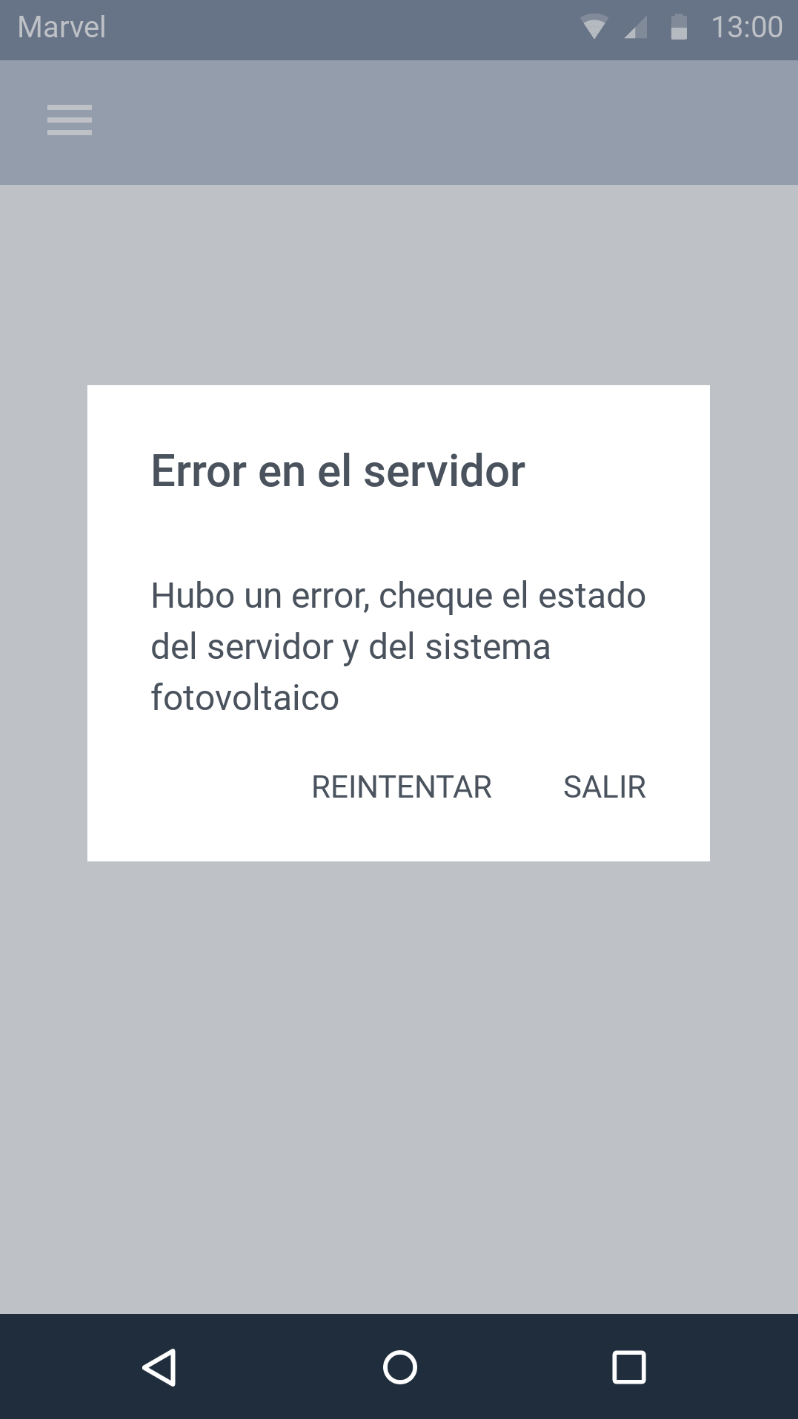 Marvel 13:00
Error en el servidor
Hubo un error, cheque el estado
del servidor y del sistema
fotovoltaico
REINTENTAR SALIR